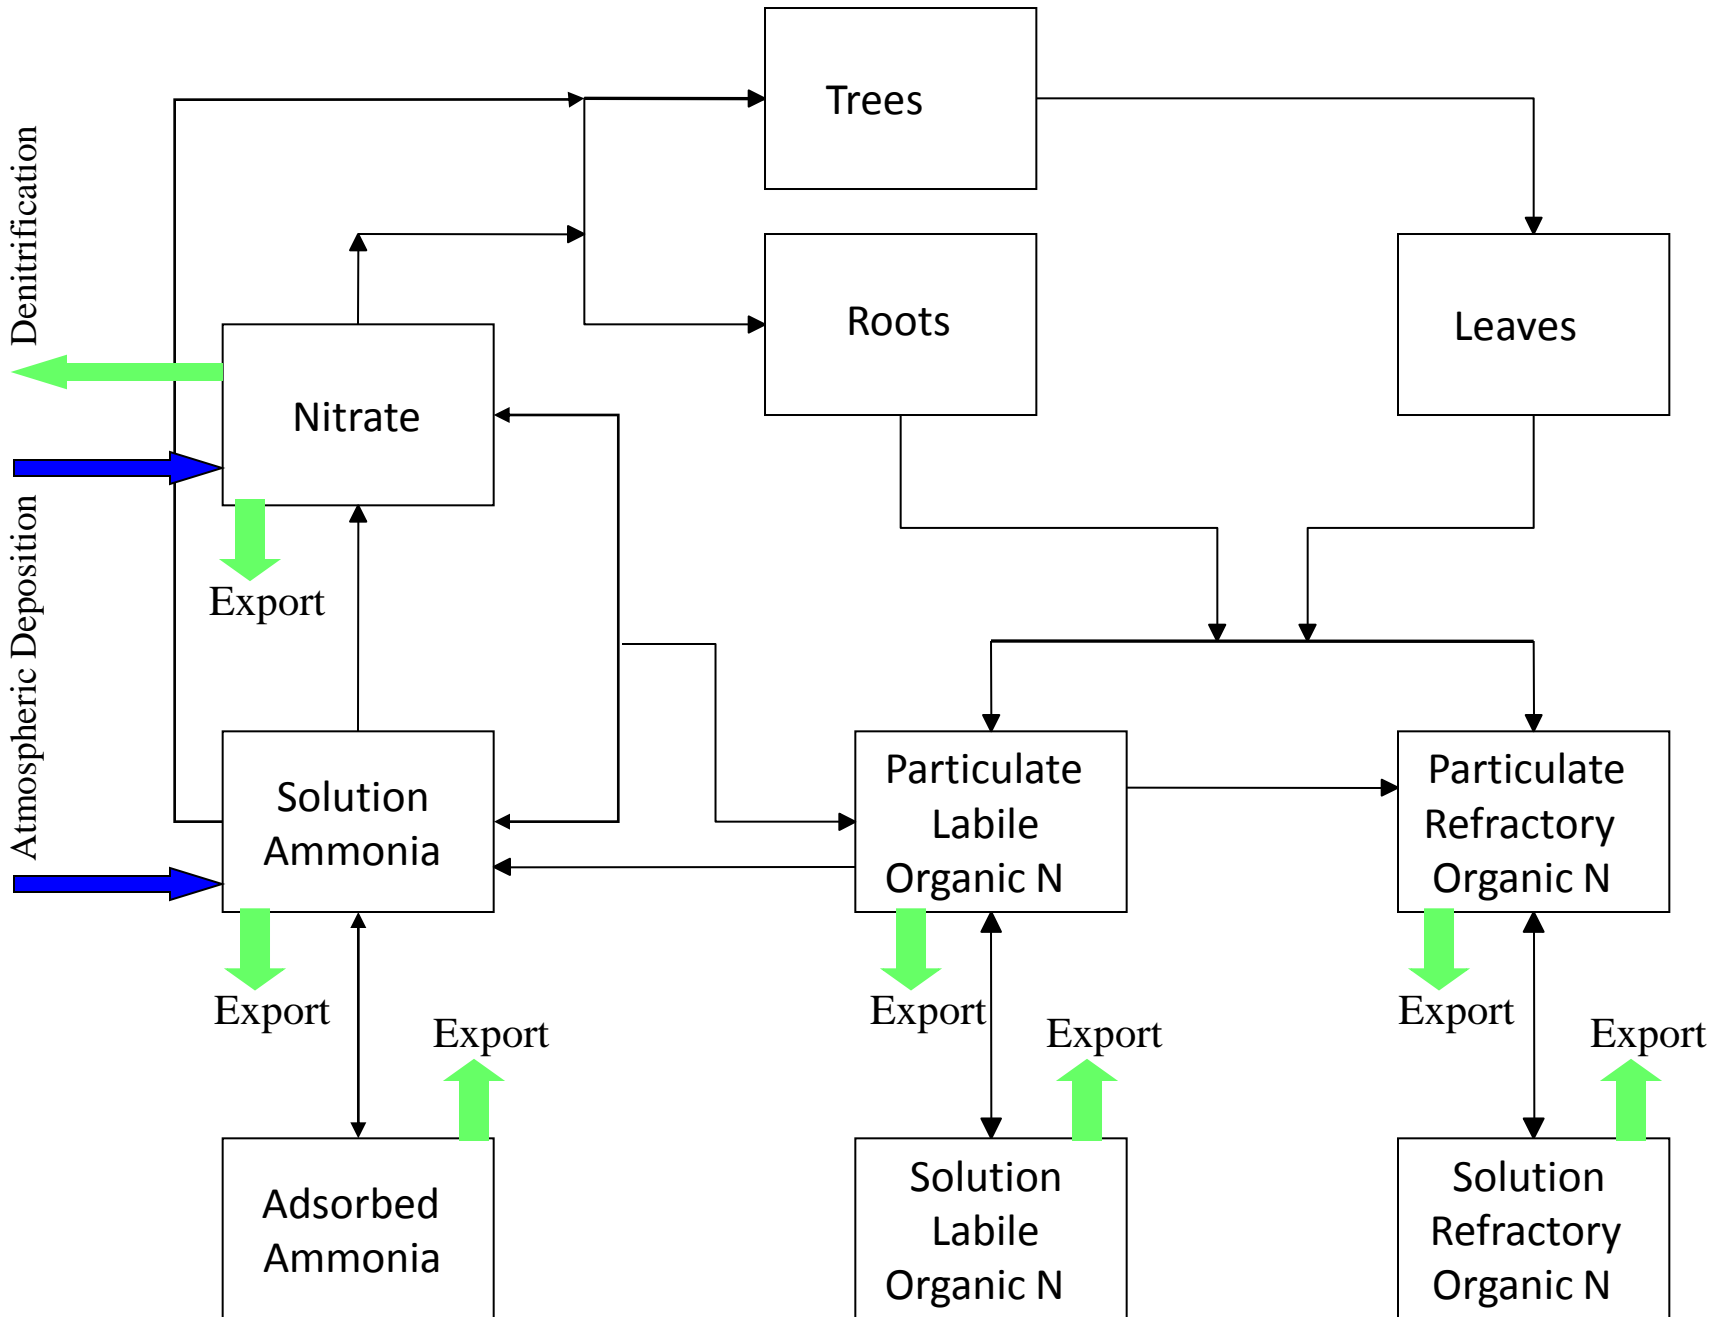 Trees
Denitrification
Roots
Leaves
Nitrate
Atmospheric Deposition
Export
Solution
Ammonia
Particulate
Labile
Organic N
Particulate
Refractory
Organic N
Export
Export
Export
Export
Export
Export
Adsorbed
Ammonia
Solution
Labile
Organic N
Solution
Refractory
Organic N